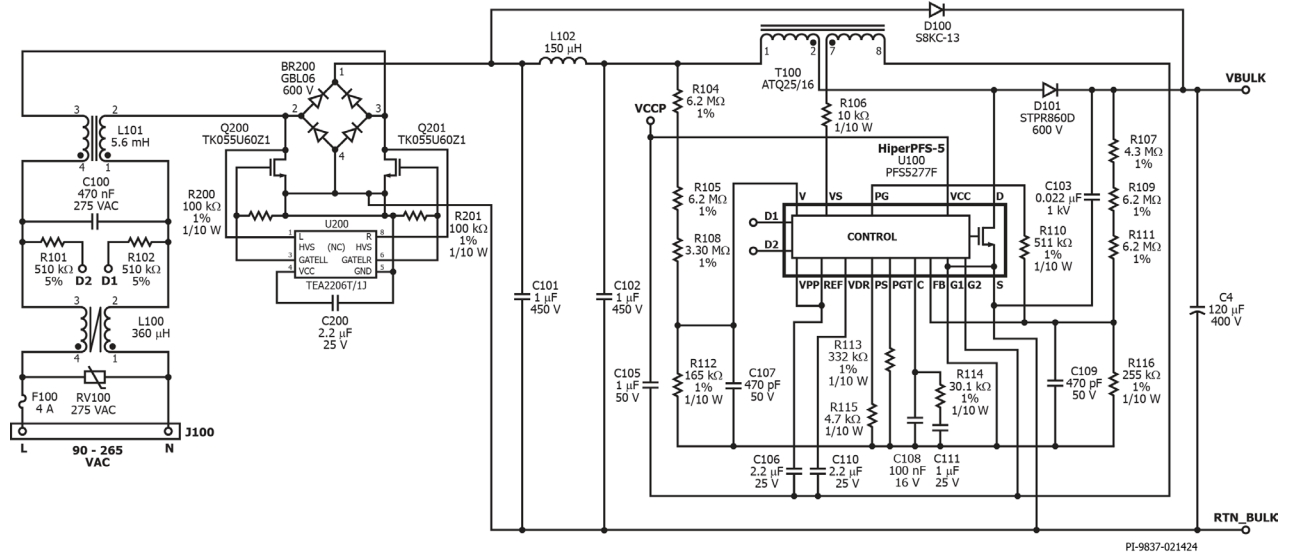 D100
S8KC-13
L102
150 µH
1
2
7
8
T100
ATQ25/16
BR200
GBL06
600 V
1
2
3
4
VBULK
D101
STPR860D
600 V
R104
6.2 MΩ
1%
VCCP
R106
10 kΩ
1/10 W
3
2
L101
5.6 mH
4
1
Q200
TK055U60Z1
Q201
TK055U60Z1
HiperPFS-5
U100
PFS5277F
R107
4.3 MΩ
1%
C100
470 nF
275 VAC
R200
100 kΩ
1%
1/10 W
R201
100 kΩ
1%
1/10 W
R105
6.2 MΩ
1%
V
VS
PG
VCC
D
C103
0.022 µF
1 kV
R109
6.2 MΩ
1%
U200
1
L
R
8
HVS
(NC)
HVS
3
GATELL
GATELR
6
4
VCC
GND
5
TEA2206T/1J
D1
D2
CONTROL
R110
511 kΩ
1%
1/10 W
R111
6.2 MΩ
1%
R101
510 kΩ
5%
D2
D1
R102
510 kΩ
5%
R108
3.30 MΩ
1%
VPP
REF
VDR
PS
PGT
C
FB
G1
G2
S
C200
2.2 µF
25 V
C101
1 µF
450 V
C102
1 µF
450 V
C4
120 µF
400 V
3
2
L100
360 µH
4
1
R112
165 kΩ
1%
1/10 W
C107
470 pF
50 V
R113
332 kΩ
1%
1/10 W
R114
30.1 kΩ
1%
1/10 W
C109
470 pF
50 V
R116
255 kΩ
1%
1/10 W
F100
4 A
RV100
275 VAC
C105
1 µF
50 V
R115
4.7 kΩ
1/10 W
J100
L
N
90 - 265
VAC
C106
2.2 µF
25 V
C110
2.2 µF
25 V
C108
100 nF
16 V
C111
1 µF
25 V
RTN_BULK
PI-9837-021424